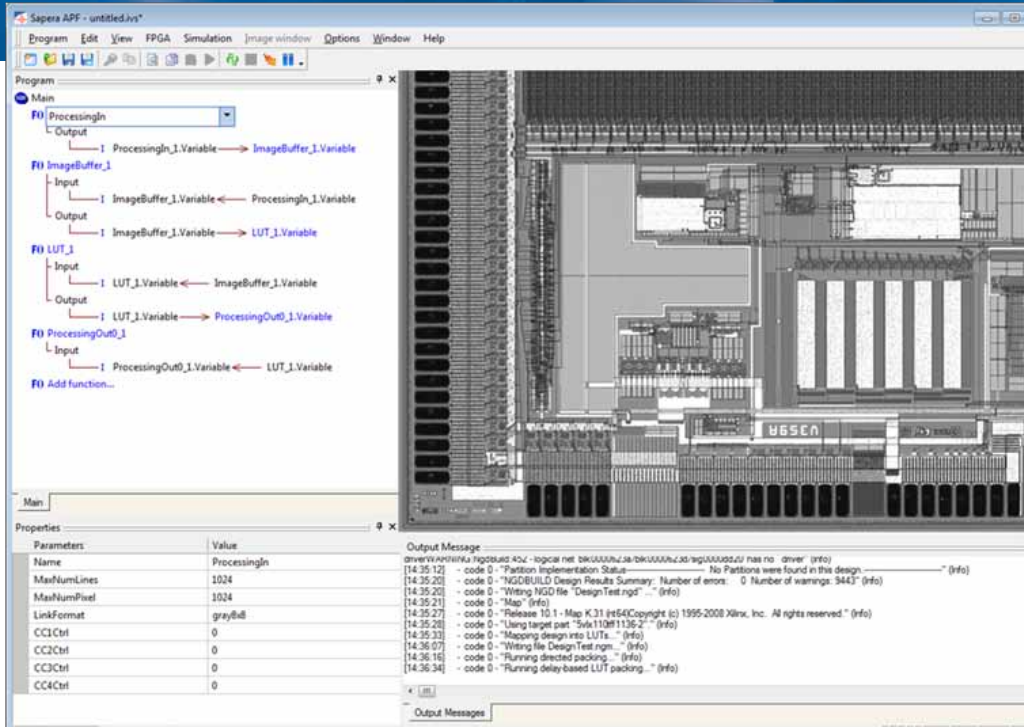 Sapera APF - untitled.ivs*
Program Edit View FPGA Simulation Image window Options Window Help
Program
Main
F() ProcessingIn
Output
I ProcessingIn_1.Variable → ImageBuffer_1.Variable
F() ImageBuffer_1
Input
I ImageBuffer_1.Variable ← ProcessingIn_1.Variable
Output
I ImageBuffer_1.Variable → LUT_1.Variable
F() LUT_1
Input
I LUT_1.Variable ← ImageBuffer_1.Variable
Output
I LUT_1.Variable → ProcessingOut0_1.Variable
F() ProcessingOut0_1
Input
I ProcessingOut0_1.Variable ← LUT_1.Variable
F() Add function...
Main
Properties
Parameters Value
Name ProcessingIn
MaxNumLines 1024
MaxNumPixel 1024
LinkFormat gray8x8
CC1Ctrl 0
CC2Ctrl 0
CC3Ctrl 0
CC4Ctrl 0
Output Message
driverWARNING:NgdBuild:452 - logical net has no driver" (Info)
[14:35:12] - code 0 - "Partition Implementation Status------------------------------- No Partitions were found in this design.-------------------------------" (Info)
[14:35:20] - code 0 - "NGDBUILD Design Results Summary: Number of errors: 0 Number of warnings: 9443"------------------------------- (Info)
[14:35:20] - code 0 - "Writing NGD file "DesignTest.ngd" ..." (Info)
[14:35:21] - code 0 - "Map" (Info)
[14:35:27] - code 0 - "Release 10.1 - Map K.31 (nt64)Copyright (c) 1995-2008 Xilinx, Inc. All rights reserved." (Info)
[14:35:28] - code 0 - "Using target part "5vlx110ff1136-2"." (Info)
[14:35:33] - code 0 - "Mapping design into LUTs..." (Info)
[14:36:07] - code 0 - "Writing file DesignTest.ngm..." (Info)
[14:36:16] - code 0 - "Running directed packing..." (Info)
[14:36:34] - code 0 - "Running delay-based LUT packing..." (Info)
Output Messages